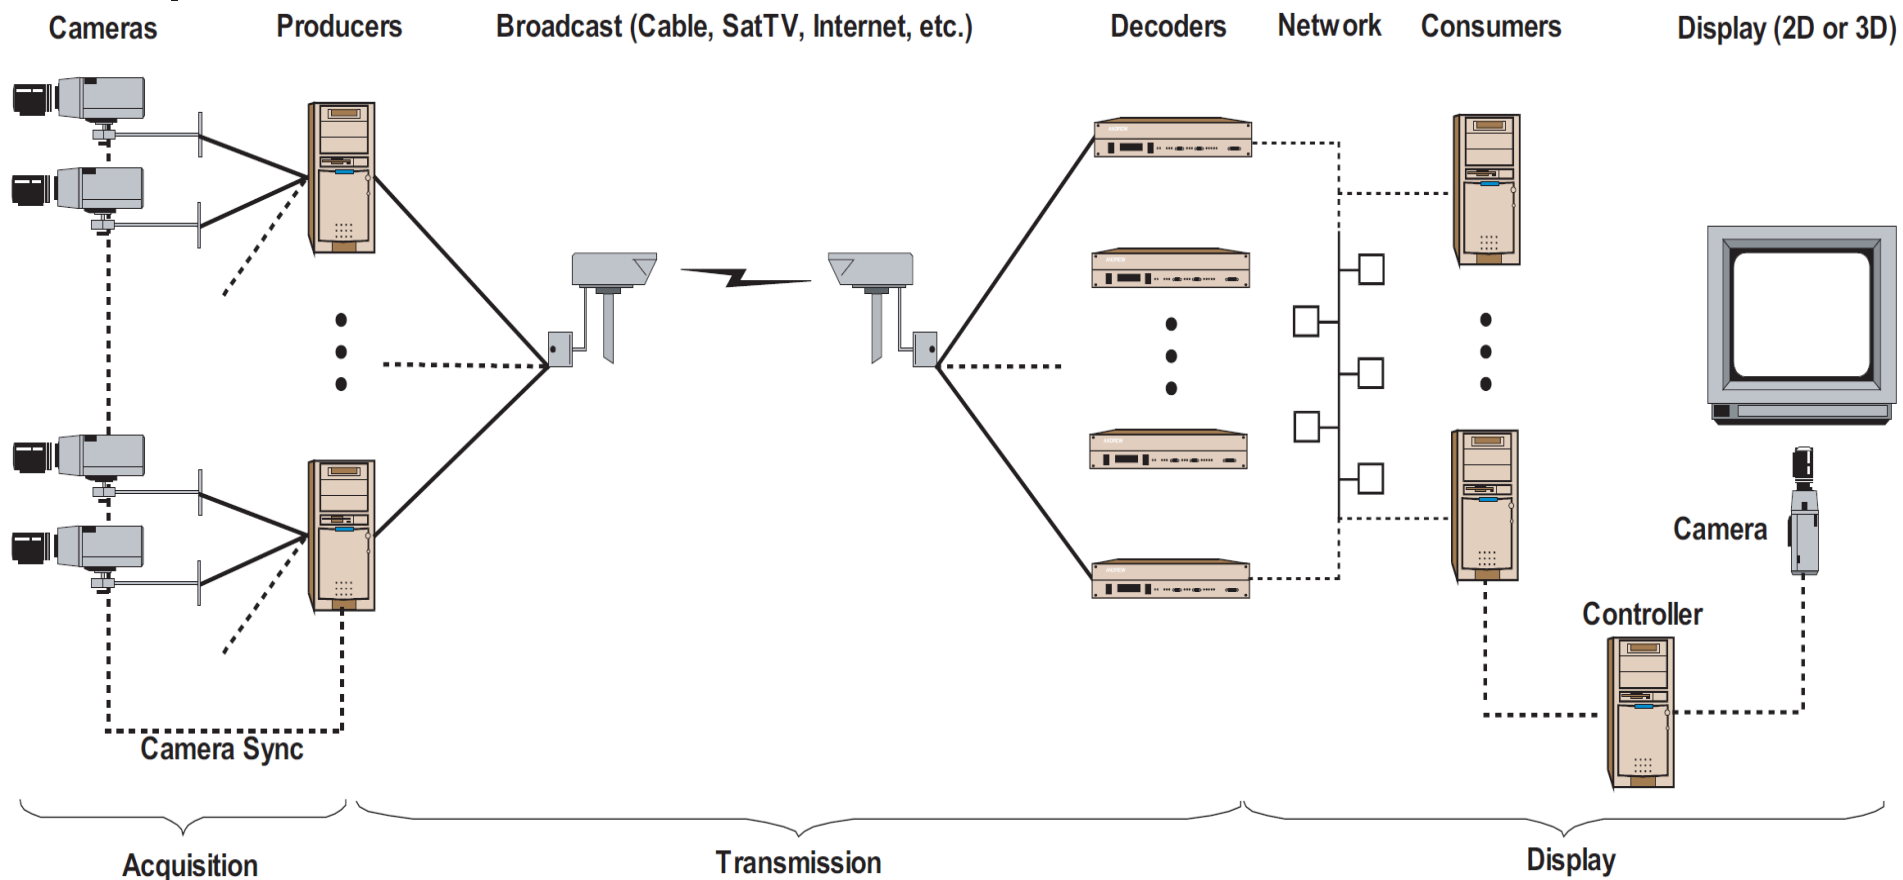 Cameras
Producers
Broadcast (Cable, SatTV, Internet, etc.)
Decoders
Network
Consumers
Display (2D or 3D)
Camera
Controller
Camera Sync
Acquisition
Transmission
Display